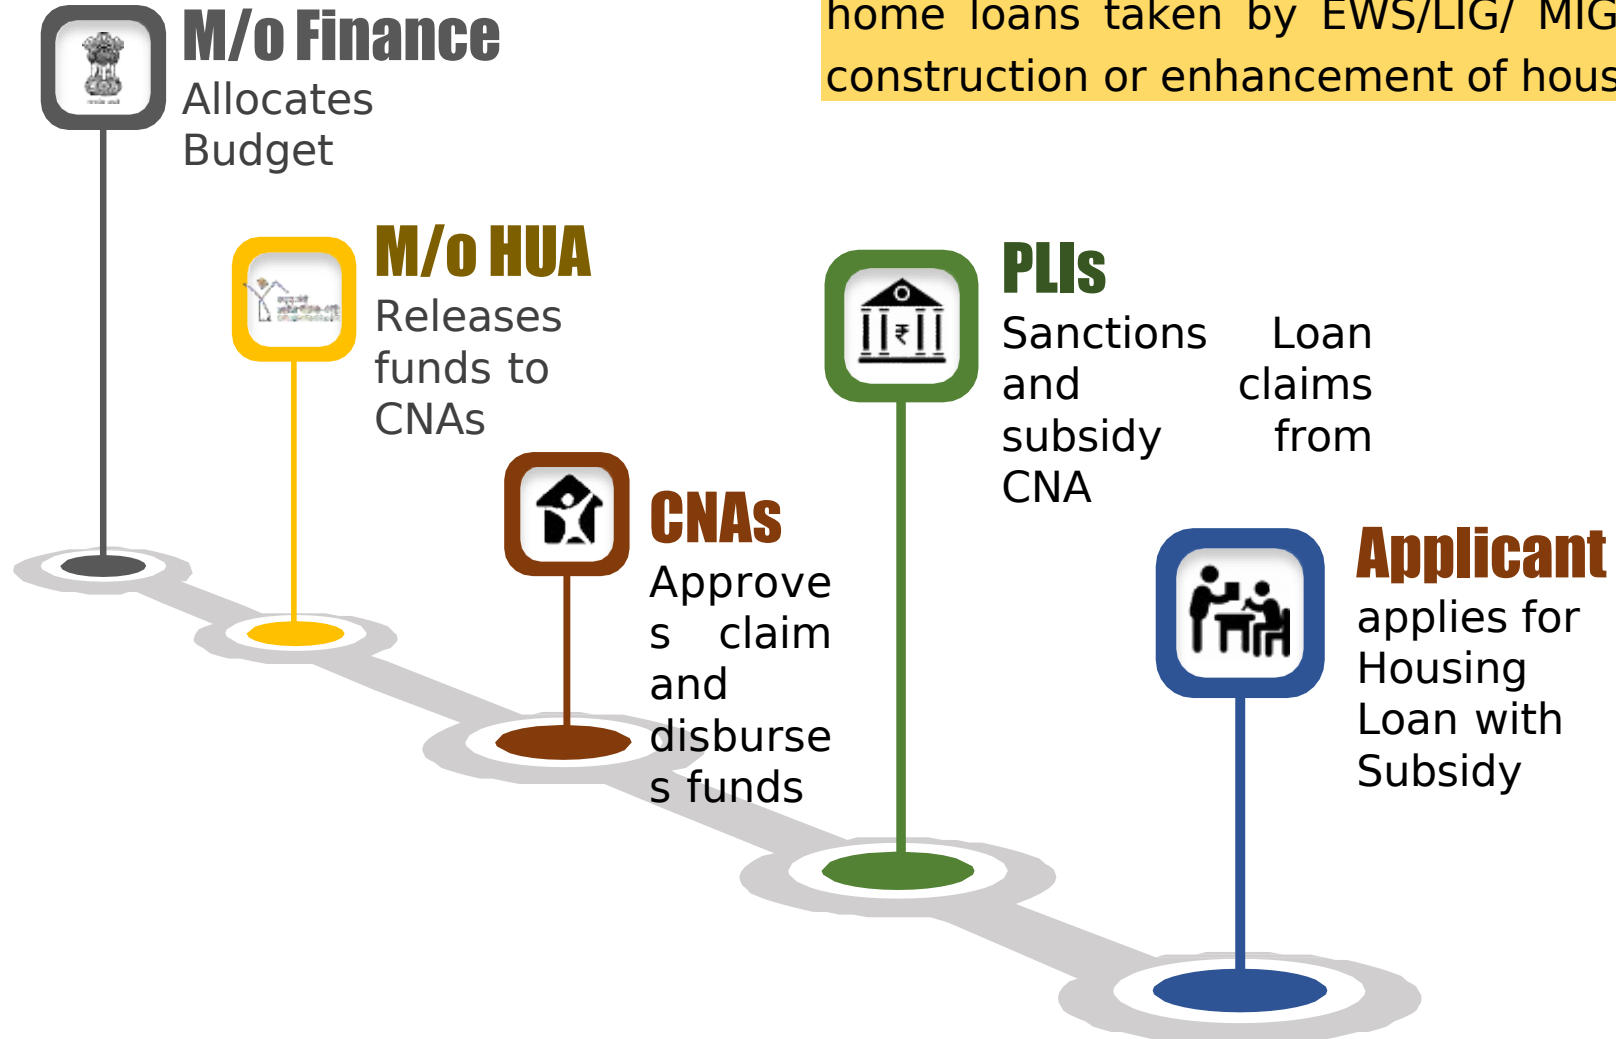 M/o Finance
Allocates
Budget
home loans taken by EWS/LIG/ MIG
construction or enhancement of hous
M/o HUA
Releases
funds to
CNAs
PLIs
Sanctions Loan
and claims
subsidy from
CNA
CNAs
Approve
s claim
and
disburse
s funds
Applicant
applies for
Housing
Loan with
Subsidy
₹